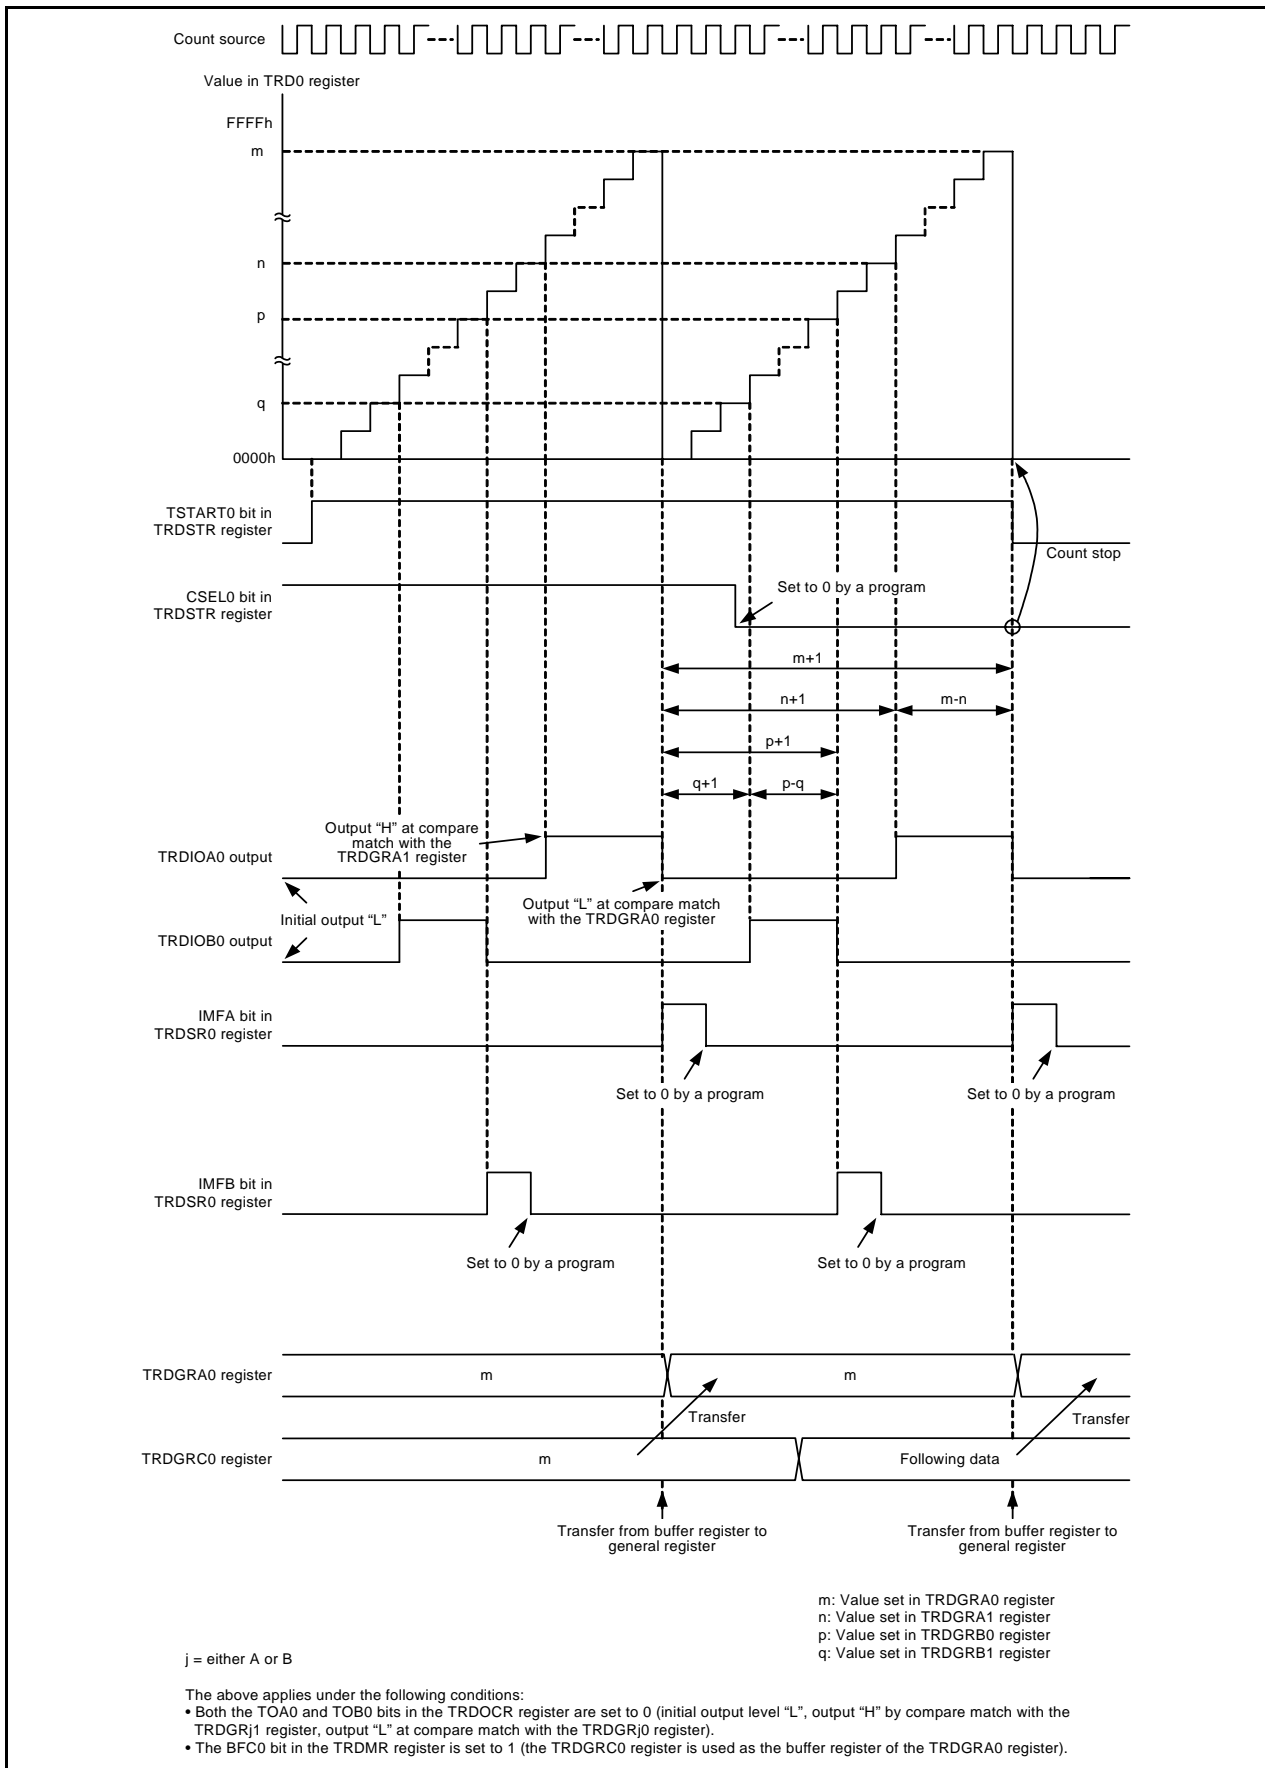 Count source
Value in TRD0 register
FFFFh
m
n
p
q
0000h
TSTART0 bit in
TRDSTR register
Count stop
CSEL0 bit in
TRDSTR register
Set to 0 by a program
m+1
n+1
m-n
p+1
q+1
p-q
Output “H” at compare
match with the
TRDGRA1 register
TRDIOA0 output
Output “L” at compare match
with the TRDGRA0 register
Initial output “L”
TRDIOB0 output
IMFA bit in
TRDSR0 register
Set to 0 by a program
Set to 0 by a program
IMFB bit in
TRDSR0 register
Set to 0 by a program
Set to 0 by a program
TRDGRA0 register
m
m
Transfer
Transfer
TRDGRC0 register
m
Following data
Transfer from buffer register to
general register
Transfer from buffer register to
general register
m: Value set in TRDGRA0 register
n: Value set in TRDGRA1 register
p: Value set in TRDGRB0 register
q: Value set in TRDGRB1 register
j = either A or B
The above applies under the following conditions:
• Both the TOA0 and TOB0 bits in the TRDOCR register are set to 0 (initial output level “L”, output “H” by compare match with the
TRDGRj1 register, output “L” at compare match with the TRDGRj0 register).
• The BFC0 bit in the TRDMR register is set to 1 (the TRDGRC0 register is used as the buffer register of the TRDGRA0 register).